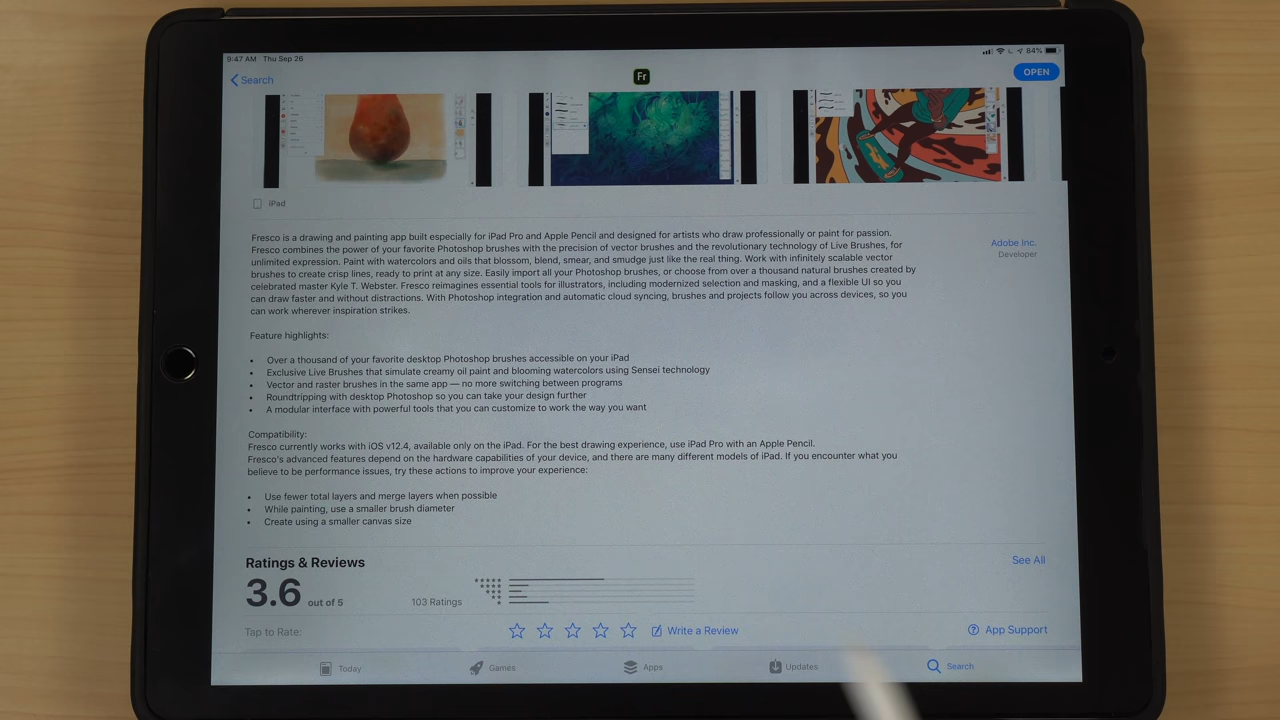 9:47 AM Thu Sep 26
84%
Search
Fr
OPEN
iPad
Fresco is a drawing and painting app built especially for iPad Pro and Apple Pencil and designed for artists who draw professionally or paint for passion.
Fresco combines the power of your favorite Photoshop brushes with the precision of vector brushes and the revolutionary technology of Live Brushes, for
unlimited expression. Paint with watercolors and oils that blossom, blend, smear, and smudge just like the real thing. Work with infinitely scalable vector
brushes to create crisp lines, ready to print at any size. Easily import all your Photoshop brushes, or choose from over a thousand natural brushes created by
celebrated master Kyle T. Webster. Fresco reimagines essential tools for illustrators, including modernized selection and masking, and a flexible UI so you
can draw faster and without distractions. With Photoshop integration and automatic cloud syncing, brushes and projects follow you across devices, so you
can work wherever inspiration strikes.
Adobe Inc.
Developer
Feature highlights:
• Over a thousand of your favorite desktop Photoshop brushes accessible on your iPad
• Exclusive Live Brushes that simulate creamy oil paint and blooming watercolors using Sensei technology
• Vector and raster brushes in the same app — no more switching between programs
• Roundtripping with desktop Photoshop so you can take your design further
• A modular interface with powerful tools that you can customize to work the way you want
Compatibility:
Fresco currently works with iOS v12.4, available only on the iPad. For the best drawing experience, use iPad Pro with an Apple Pencil.
Fresco's advanced features depend on the hardware capabilities of your device, and there are many different models of iPad. If you encounter what you
believe to be performance issues, try these actions to improve your experience:
• Use fewer total layers and merge layers when possible
• While painting, use a smaller brush diameter
• Create using a smaller canvas size
Ratings & Reviews
See All
3.6 out of 5
103 Ratings
Tap to Rate:
Write a Review
App Support
Today
Games
Apps
Updates
Search